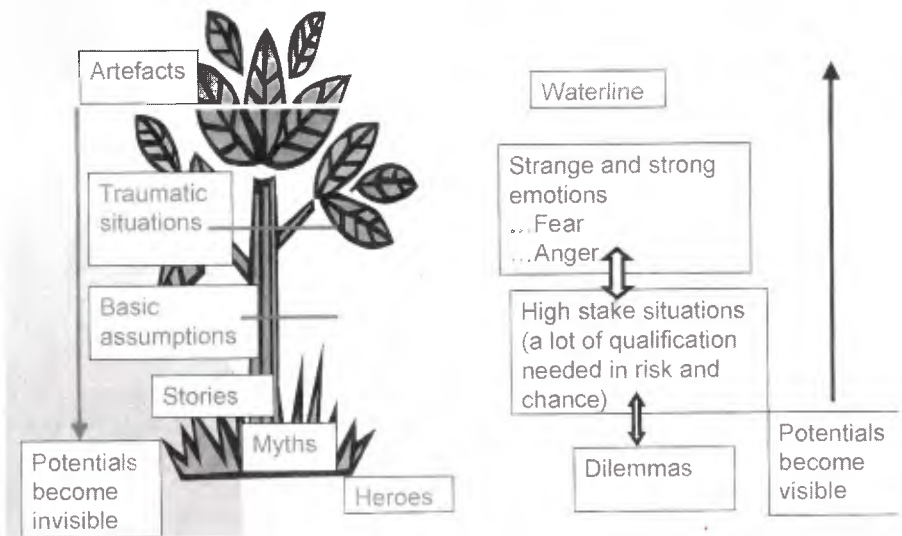 Artefacts
Traumatic
situations
Basic
assumptions
Stories
Myths
Heroes
Potentials
become
invisible
Waterline
Strange and strong
emotions
...Fear
...Anger
High stake situations
(a lot of qualification
needed in risk and
chance)
Dilemmas
Potentials
become
visible